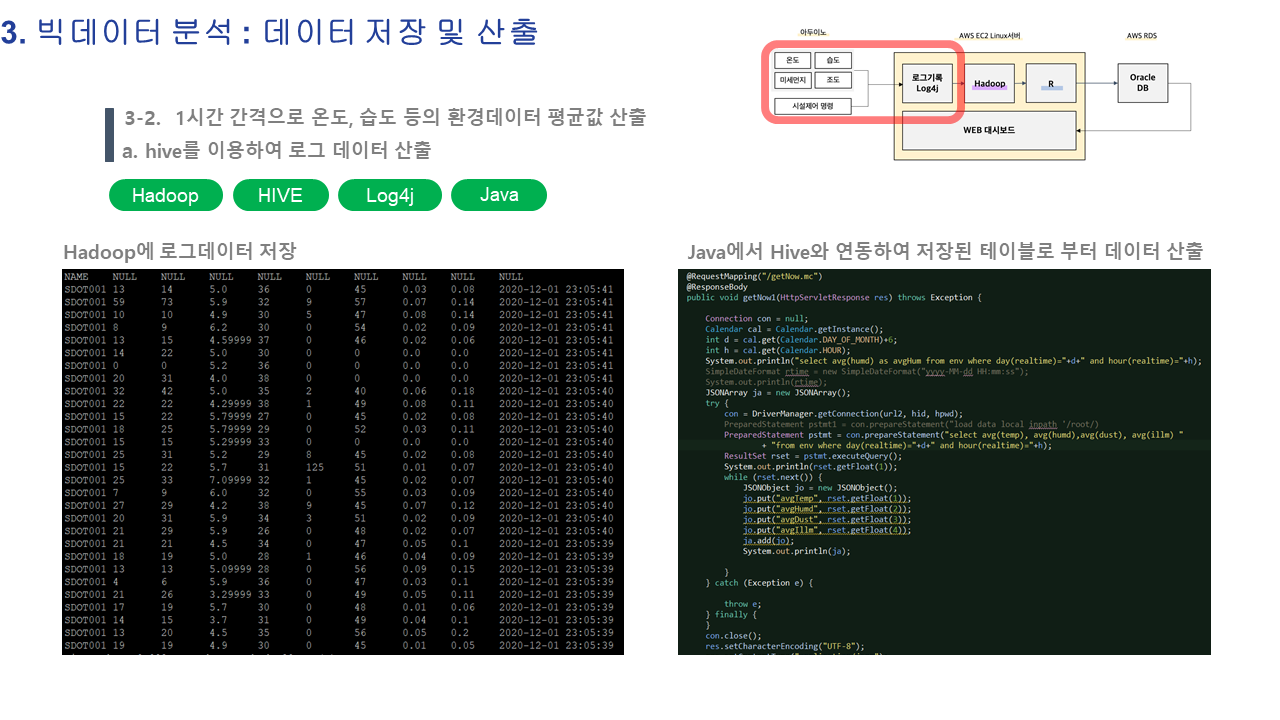 3. 빅데이터 분석 : 데이터 저장 및 산출
아두이노
AWS EC2 Linux서버
AWS RDS
온도
습도
미세먼지
조도
시설제어 명령
로그기록
Log4j
Hadoop
R
Oracle
DB
WEB 대시보드
3-2. 1시간 간격으로 온도, 습도 등의 환경데이터 평균값 산출
a. hive를 이용하여 로그 데이터 산출
Hadoop
HIVE
Log4j
Java
Hadoop에 로그데이터 저장
NAME NULL NULL NULL NULL NULL NULL NULL NULL NULL
SDOT001 13 14 5.0 36 0 45 0.03 0.08 2020-12-01 23:05:41
SDOT001 59 73 5.9 32 9 57 0.07 0.14 2020-12-01 23:05:41
SDOT001 10 10 4.9 30 5 47 0.08 0.14 2020-12-01 23:05:41
SDOT001 8 9 6.2 30 0 54 0.02 0.09 2020-12-01 23:05:41
SDOT001 13 15 4.59999 37 0 46 0.02 0.06 2020-12-01 23:05:41
SDOT001 14 22 5.0 30 0 0 0.0 0.0 2020-12-01 23:05:41
SDOT001 0 0 5.2 36 0 0 0.0 0.0 2020-12-01 23:05:41
SDOT001 20 31 4.0 38 0 0 0.0 0.0 2020-12-01 23:05:41
SDOT001 32 42 5.0 35 2 40 0.06 0.18 2020-12-01 23:05:40
SDOT001 22 22 4.29999 38 1 49 0.08 0.11 2020-12-01 23:05:40
SDOT001 15 22 5.79999 27 0 45 0.02 0.08 2020-12-01 23:05:40
SDOT001 18 25 5.79999 29 0 52 0.03 0.11 2020-12-01 23:05:40
SDOT001 15 15 5.29999 33 0 0 0.0 0.0 2020-12-01 23:05:40
SDOT001 25 31 5.2 29 1 45 0.02 0.08 2020-12-01 23:05:40
SDOT001 15 22 5.7 31 125 51 0.01 0.07 2020-12-01 23:05:40
SDOT001 25 33 7.09999 32 1 45 0.02 0.07 2020-12-01 23:05:40
SDOT001 7 9 6.0 32 0 55 0.03 0.09 2020-12-01 23:05:40
SDOT001 27 29 4.2 38 9 45 0.07 0.12 2020-12-01 23:05:40
SDOT001 20 31 5.9 34 3 51 0.02 0.09 2020-12-01 23:05:40
SDOT001 21 29 5.9 26 0 48 0.02 0.07 2020-12-01 23:05:40
SDOT001 21 21 4.5 34 0 47 0.05 0.1 2020-12-01 23:05:39
SDOT001 18 19 5.0 28 1 46 0.04 0.09 2020-12-01 23:05:39
SDOT001 13 13 5.09999 28 0 56 0.09 0.15 2020-12-01 23:05:39
SDOT001 4 6 5.9 36 0 47 0.03 0.1 2020-12-01 23:05:39
SDOT001 21 26 3.29999 33 0 49 0.05 0.11 2020-12-01 23:05:39
SDOT001 17 19 5.7 30 0 48 0.01 0.06 2020-12-01 23:05:39
SDOT001 14 15 3.7 31 0 49 0.04 0.1 2020-12-01 23:05:39
SDOT001 13 20 4.5 35 0 56 0.05 0.2 2020-12-01 23:05:39
SDOT001 19 19 4.9 30 0 45 0.01 0.05 2020-12-01 23:05:39
Java에서 Hive와 연동하여 저장된 테이블로 부터 데이터 산출
@RequestMapping("/getNow.mc")
@ResponseBody
public void getNow1(HttpServletResponse res) throws Exception {
Connection con = null;
Calendar cal = Calendar.getInstance();
int d = cal.get(Calendar.DAY_OF_MONTH)+6;
int h = cal.get(Calendar.HOUR);
System.out.println("select avg(humd) as avgHum from env where day(realtime)="+d+" and hour(realtime)="+h);
SimpleDateFormat rtime = new SimpleDateFormat("yyyy-MM-dd HH:mm:ss");
System.out.println(rtime);
JSONArray ja = new JSONArray();
try {
con = DriverManager.getConnection(url2, hid, hpwd);
PreparedStatement pstmt1 = con.prepareStatement("load data local inpath '/root/)
PreparedStatement pstmt = con.prepareStatement("select avg(temp), avg(humd),avg(dust), avg(illm) "
+ "from env where day(realtime)="+d+" and hour(realtime)="+h);
ResultSet rset = pstmt.executeQuery();
System.out.println(rset.getFloat(1));
while (rset.next()) {
JSONObject jo = new JSONObject();
jo.put("avgTemp", rset.getFloat(1));
jo.put("avgHumd", rset.getFloat(2));
jo.put("avgDust", rset.getFloat(3));
jo.put("avgIllm", rset.getFloat(4));
ja.add(jo);
System.out.println(ja);
}
} catch (Exception e) {
throw e;
} finally {
}
con.close();
res.setCharacterEncoding("UTF-8");